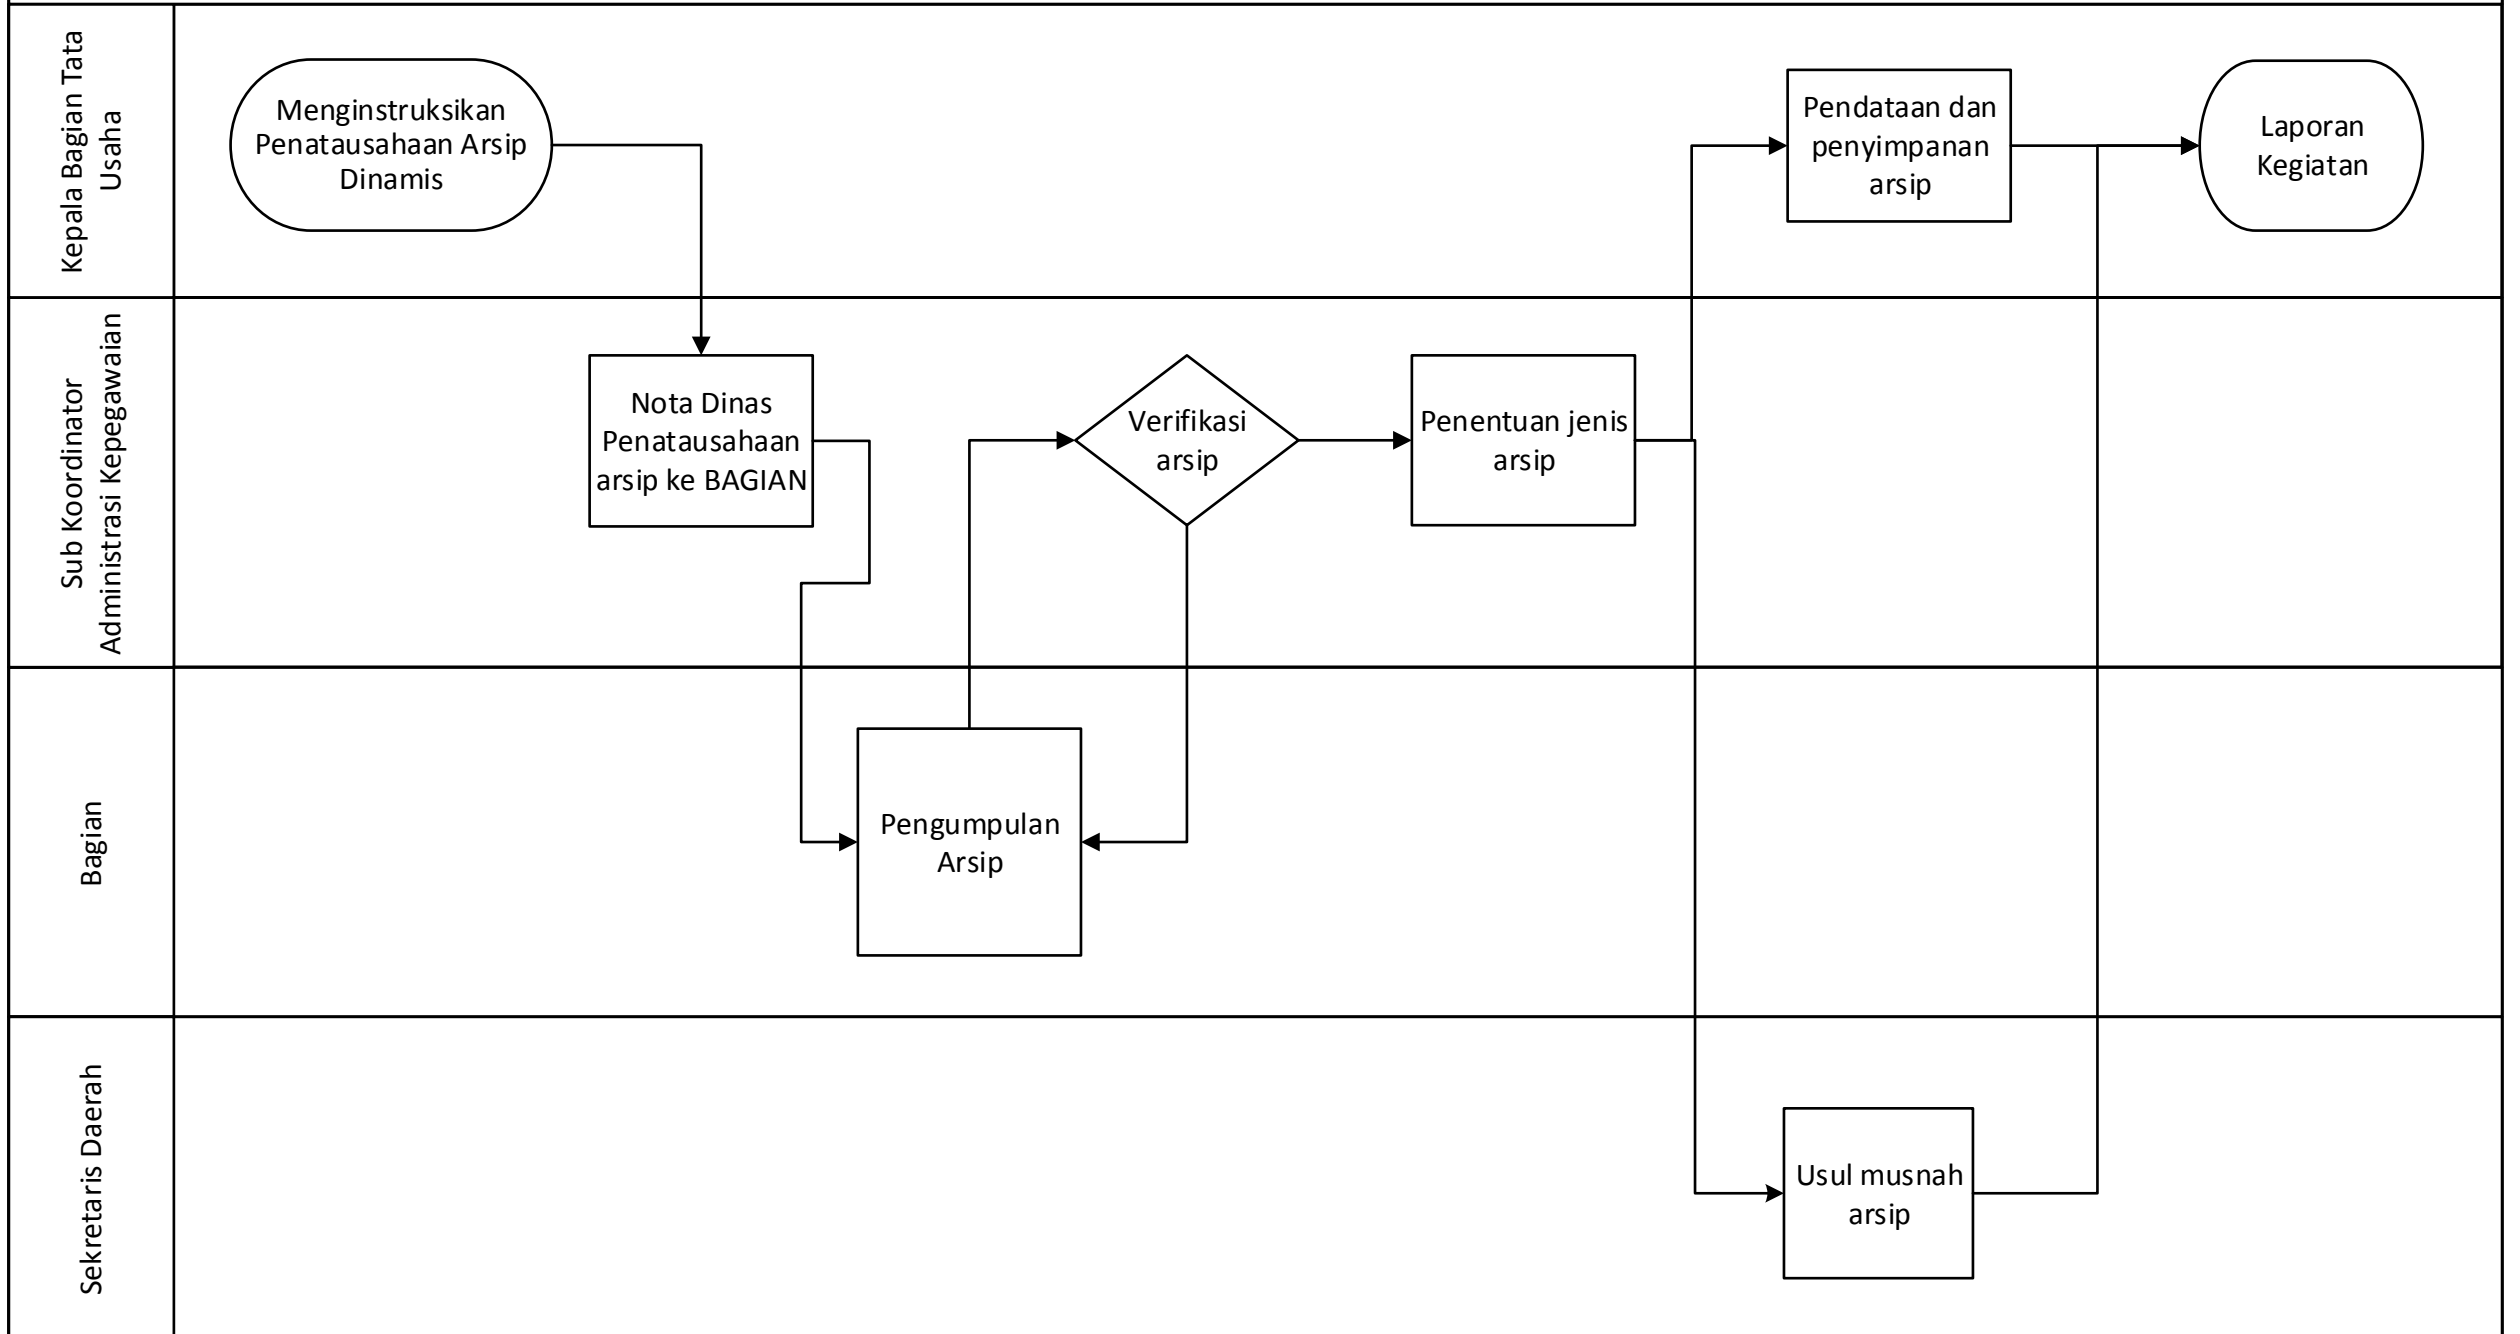 Kepala Bagian Tata
Usaha
Menginstruksikan
Penatausahaan Arsip
Dinamis
Pendataan dan
penyimpanan
arsip
Laporan
Kegiatan
Sub Koordinator
Administrasi Kepegawaian
Nota Dinas
Penatausahaan
arsip ke BAGIAN
Verifikasi
arsip
Penentuan jenis
arsip
Bagian
Pengumpulan
Arsip
Sekretaris Daerah
Usul musnah
arsip